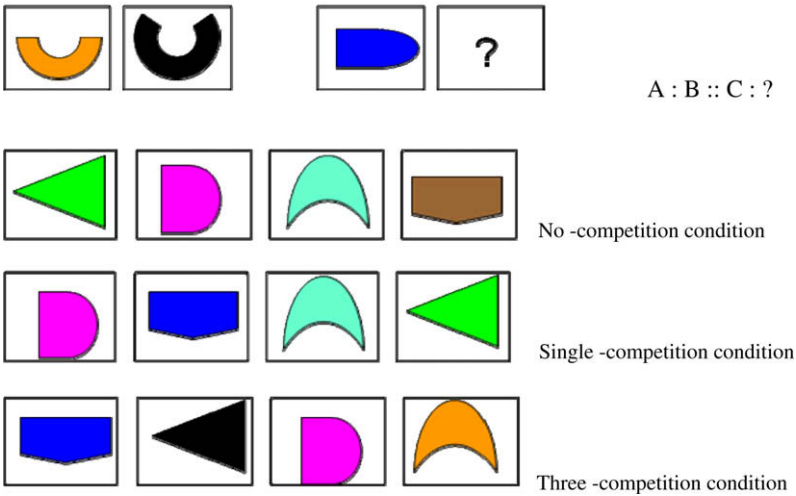 ?
A : B :: C : ?
No -competition condition
Single -competition condition
Three -competition condition